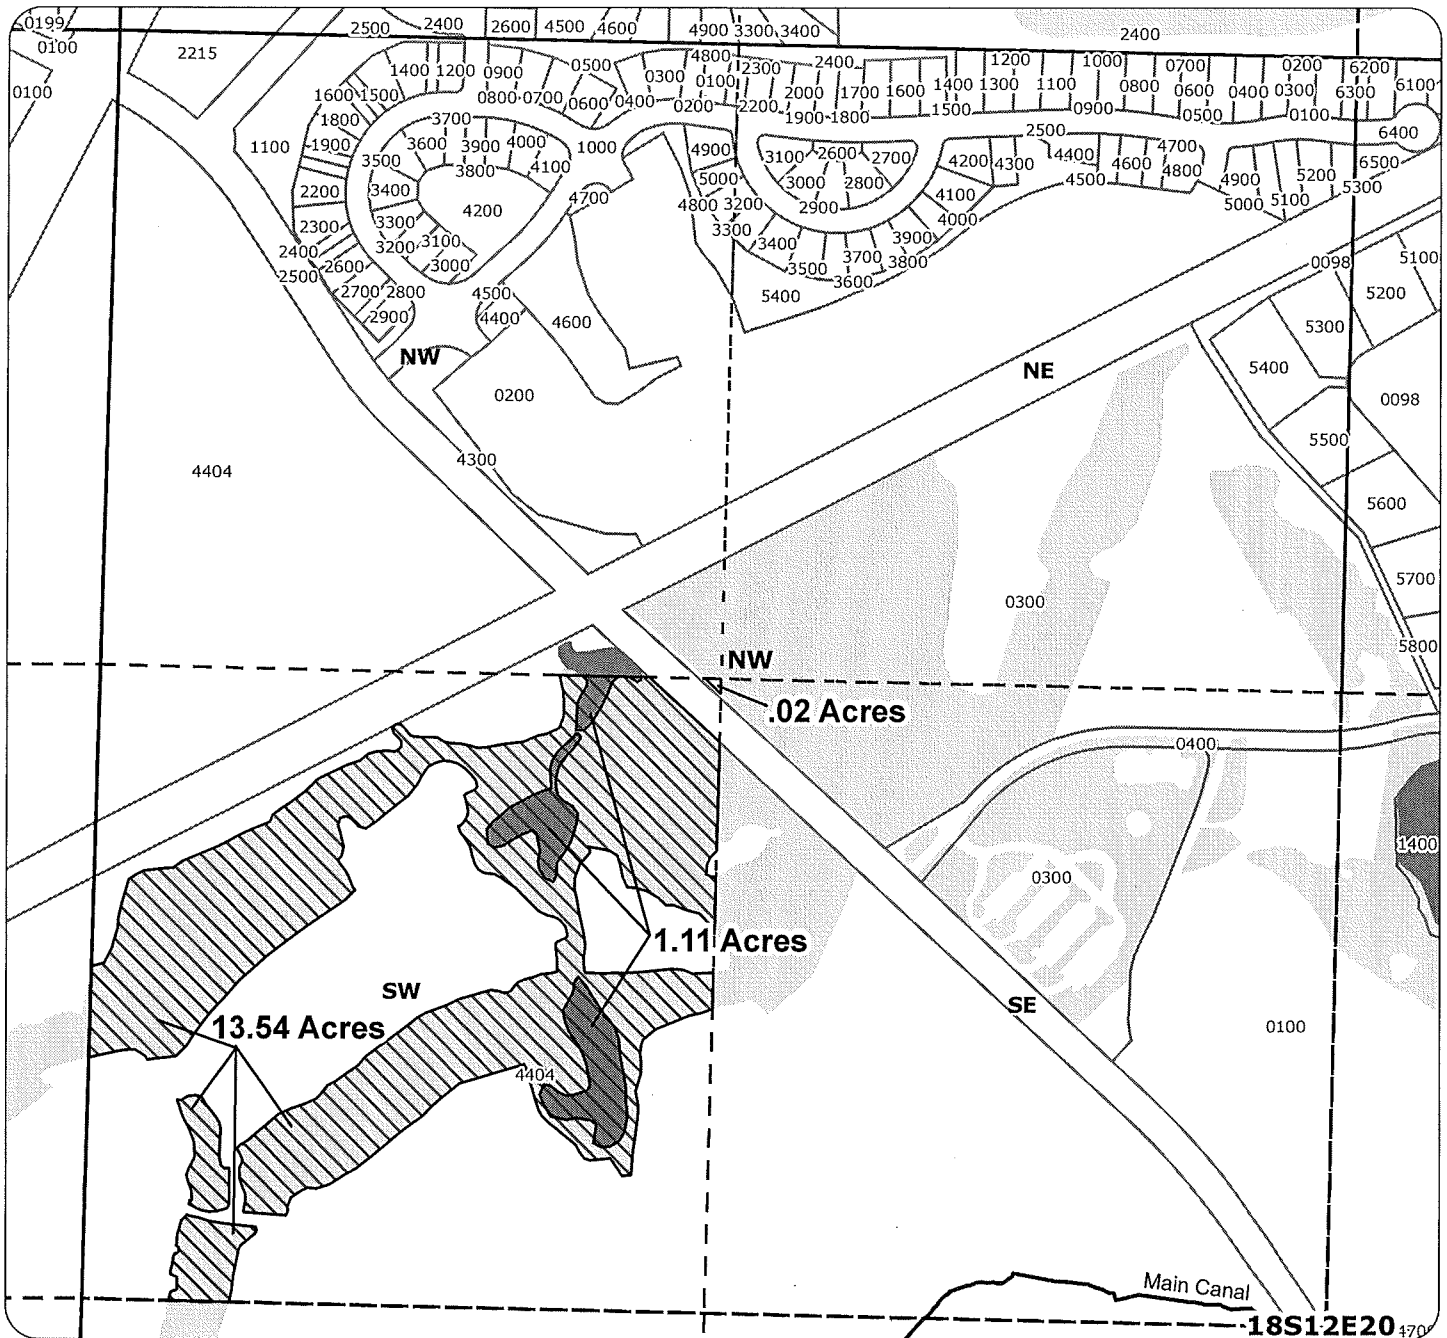 0199 2500 2400 2600 4500 4600 4900 3300 3400 2400
0100 2215 4800 2400 1200 1000 0700 0200 6200
0100 1400 1200 0900 0500 0300 0100 2300 2000 1700 1600 1400 1300 1100 0800 0600 0400 0300 6300 6100
1600 1500 0800 0700 0600 0400 0200 2200 1900 1800 1500 0900 0500 0100
1800 3700 2500 6400
1100 1900 3600 3900 4000 1000 4900 3100 2600 2700 4200 4300 4400 4600 4700 6500
3500 3800 4100 5000 3000 2800 4500 4800 4900 5200 5300
2200 3400 4700 4800 3200 2900 4100 5000 5100
2300 3300 4200 3300 4000
2400 3200 3100 3400 3700 3900
2500 2600 3000 3500 3600 3800 0098 5100
2700 2800 4500 5400 5200
2900 4400 4600 5300
NW NE 5400
0200 0098
5500
4300
4404 5600
5700
0300
5800
NW
.02 Acres
0400
1400
0300
1.11 Acres
SW SE
13.54 Acres 0100
4404
Main Canal
18S12E20